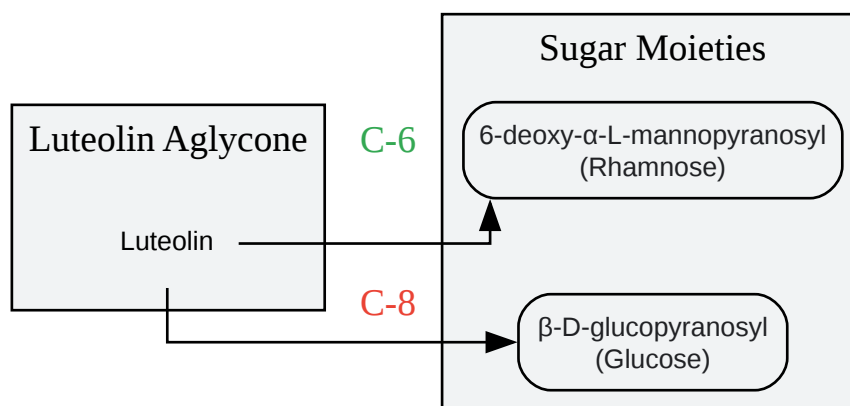 Sugar Moieties
Luteolin Aglycone
C-6
6-deoxy-α-L-mannopyranosyl
(Rhamnose)
Luteolin
C-8
β-D-glucopyranosyl
(Glucose)